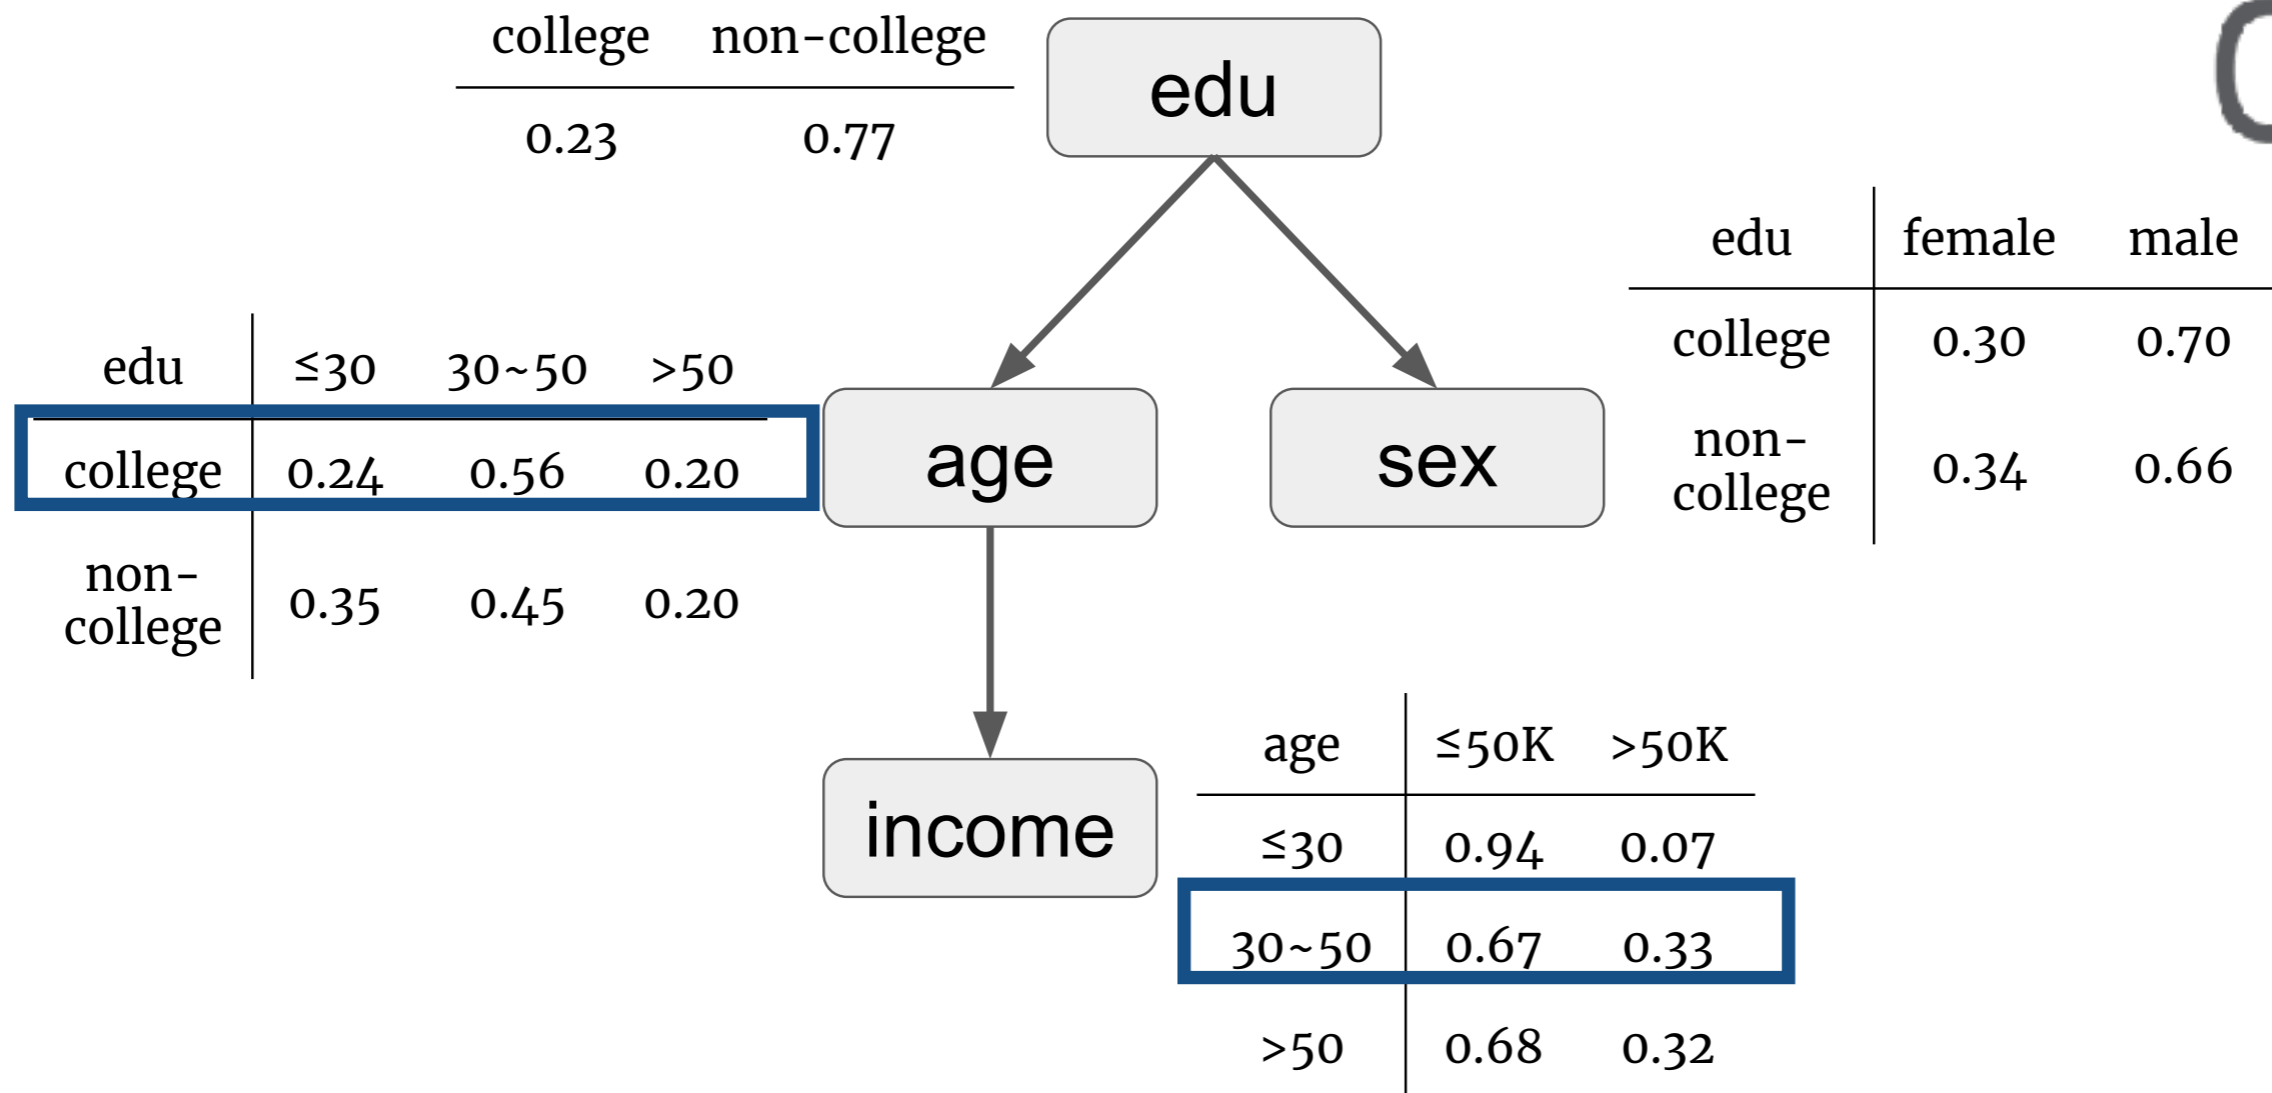 college non-college
0.23 0.77
edu
edu female male
college 0.30 0.70
non-
college 0.34 0.66
edu ≤30 30~50 >50
college 0.24 0.56 0.20
non-
college 0.35 0.45 0.20
age
sex
income
age ≤50K >50K
≤30 0.94 0.07
30~50 0.67 0.33
>50 0.68 0.32